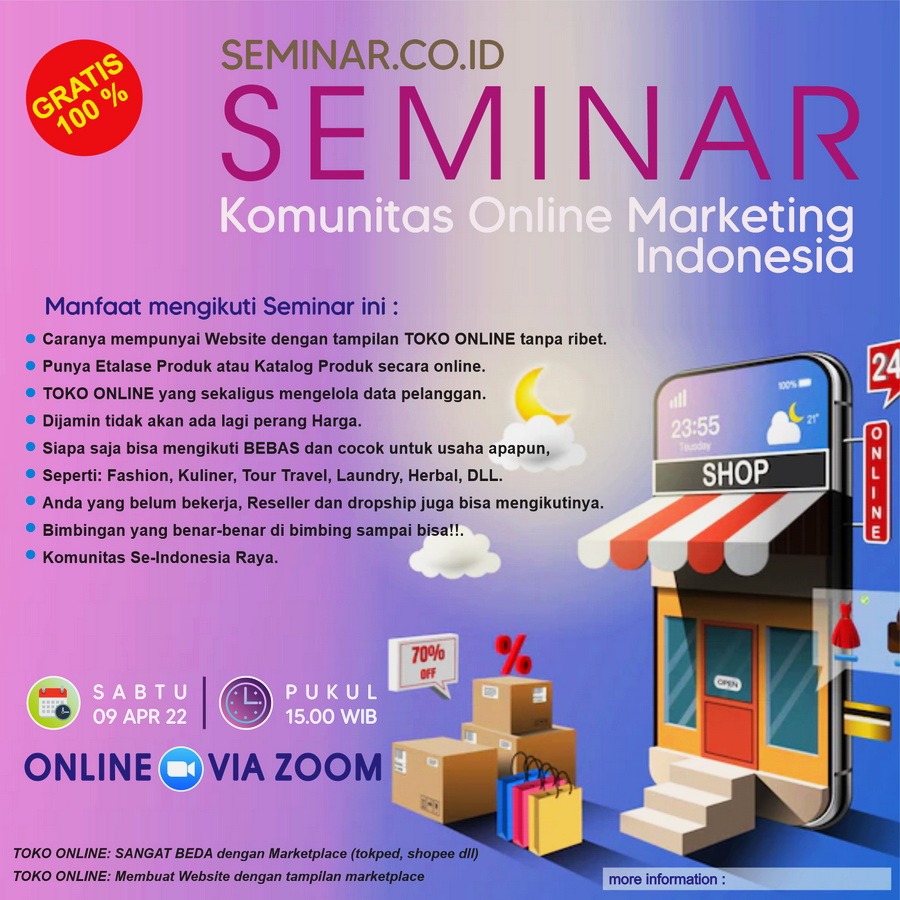 GRATIS
100 %
SEMINAR.CO.ID
SEMINAR
Komunitas Online Marketing
Indonesia
Manfaat mengikuti Seminar ini :
Caranya mempunyai Website dengan tampilan TOKO ONLINE tanpa ribet.
Punya Etalase Produk atau Katalog Produk secara online.
TOKO ONLINE yang sekaligus mengelola data pelanggan.
Dijamin tidak akan ada lagi perang Harga.
Siapa saja bisa mengikuti BEBAS dan cocok untuk usaha apapun,
Seperti: Fashion, Kuliner, Tour Travel, Laundry, Herbal, DLL.
Anda yang belum bekerja, Reseller dan dropship juga bisa mengikutinya.
Bimbingan yang benar-benar di bimbing sampai bisa!!.
Komunitas Se-Indonesia Raya.
24
100%
23:55
Teusday
21°
SHOP
ONLINE
OPEN
70%
OFF
%
SABTU
09 APR 22
PUKUL
15.00 WIB
ONLINE VIA ZOOM
TOKO ONLINE: SANGAT BEDA dengan Marketplace (tokped, shopee dll)
TOKO ONLINE: Membuat Website dengan tampilan marketplace
more information :